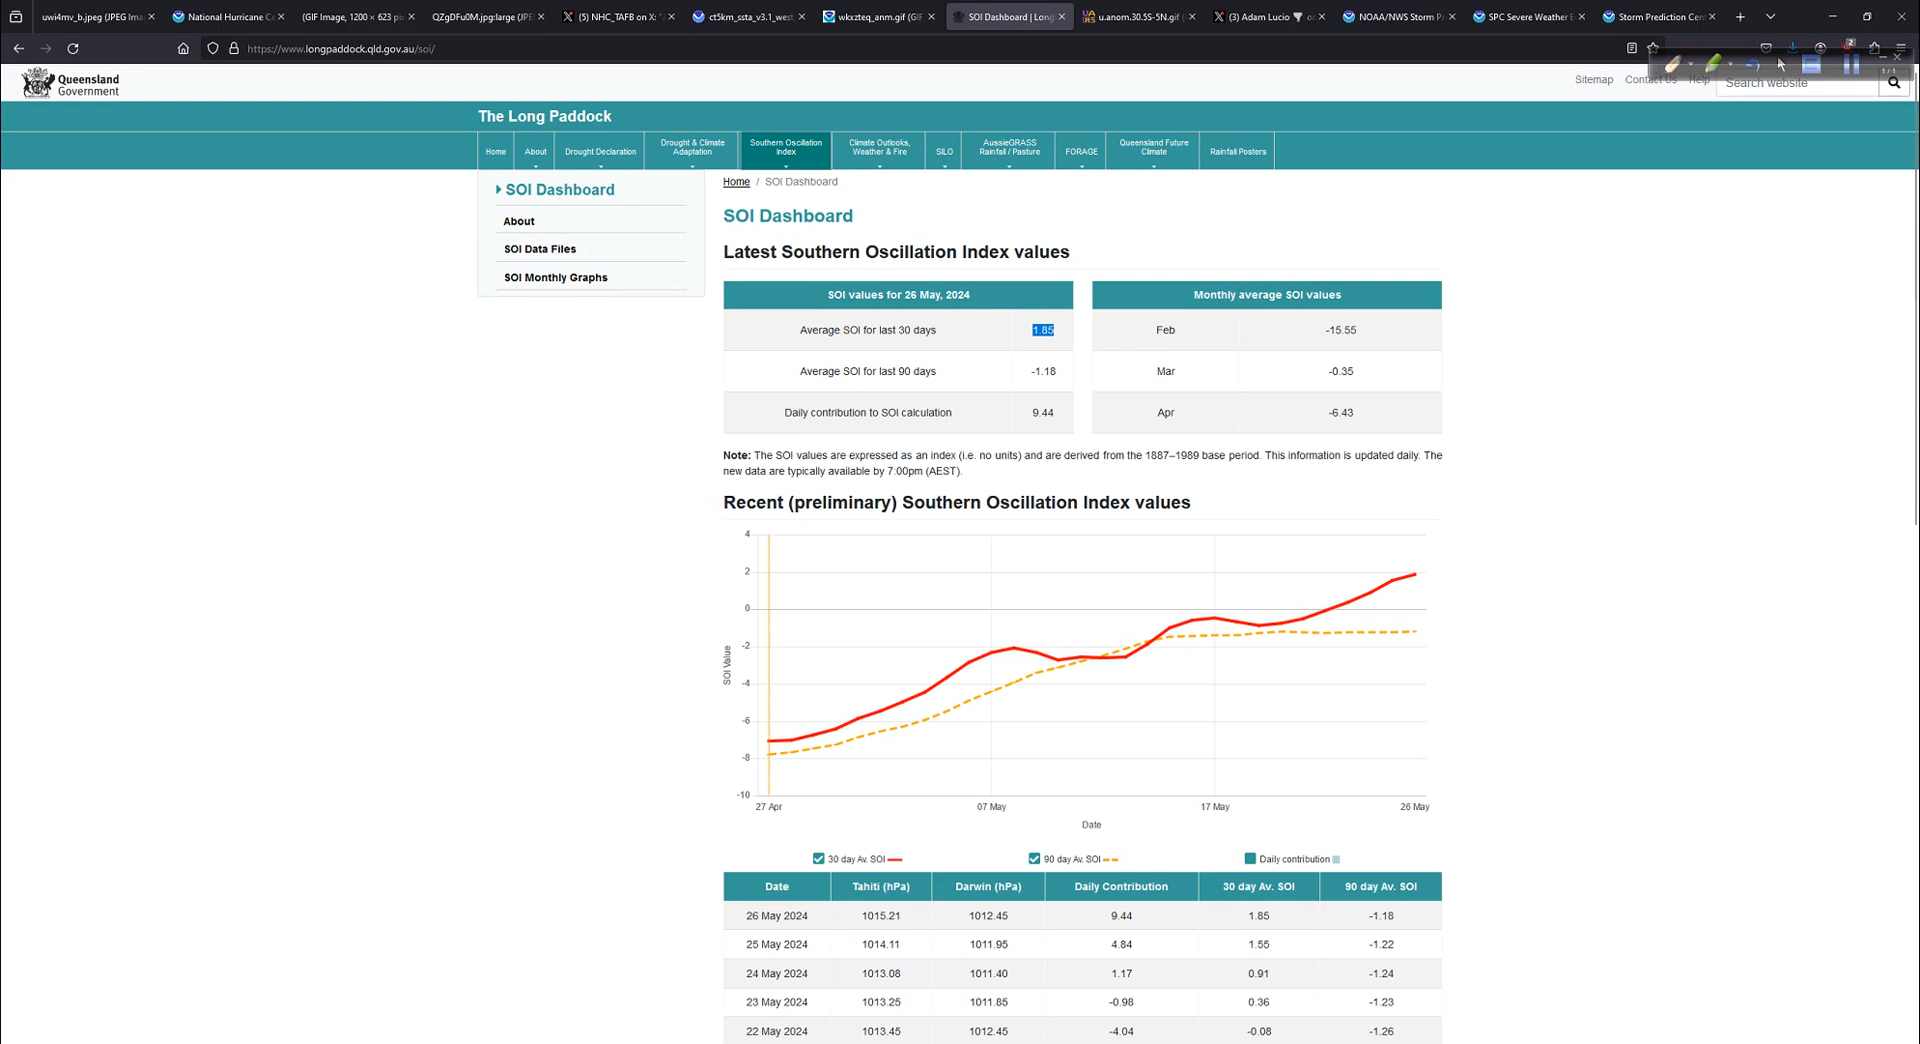 uwi4mv_b.jpeg (JPEG Ima
National Hurricane Ce
(GIF Image, 1200 × 623 pi
QZgDFu0M.jpg:large (JPE
(5) NHC_TAFB on X:
ct5km_ssta_v3.1_west
wkxzteq_anm.gif (GIF
SOI Dashboard | Long
u.anom.30.5S-5N.gif (
(3) Adam Lucio
NOAA/NWS Storm Pr
SPC Severe Weather E
Storm Prediction Cent
https://www.longpaddock.qld.gov.au/soi/
2
1/1
Queensland
Government
Sitemap
Contact Us
Help
Search website
The Long Paddock
Home
About
Drought Declaration
Drought & Climate
Adaptation
Southern Oscillation
Index
Climate Outlooks,
Weather & Fire
SILO
AussieGRASS
Rainfall / Pasture
FORAGE
Queensland Future
Climate
Rainfall Posters
SOI Dashboard
About
SOI Data Files
SOI Monthly Graphs
Home / SOI Dashboard
SOI Dashboard
Latest Southern Oscillation Index values
SOI values for 26 May, 2024
Average SOI for last 30 days 1.85
Average SOI for last 90 days -1.18
Daily contribution to SOI calculation 9.44
Monthly average SOI values
Feb -15.55
Mar -0.35
Apr -6.43
Note: The SOI values are expressed as an index (i.e. no units) and are derived from the 1887–1989 base period. This information is updated daily. The
new data are typically available by 7:00pm (AEST).
Recent (preliminary) Southern Oscillation Index values
4
2
0
-2
-4
-6
-8
-10
SOI Value
27 Apr
07 May
17 May
26 May
Date
30 day Av. SOI
90 day Av. SOI
Daily contribution
Date Tahiti (hPa) Darwin (hPa) Daily Contribution 30 day Av. SOI 90 day Av. SOI
26 May 2024 1015.21 1012.45 9.44 1.85 -1.18
25 May 2024 1014.11 1011.95 4.84 1.55 -1.22
24 May 2024 1013.08 1011.40 1.17 0.91 -1.24
23 May 2024 1013.25 1011.85 -0.98 0.36 -1.23
22 May 2024 1013.45 1012.45 -4.04 -0.08 -1.26